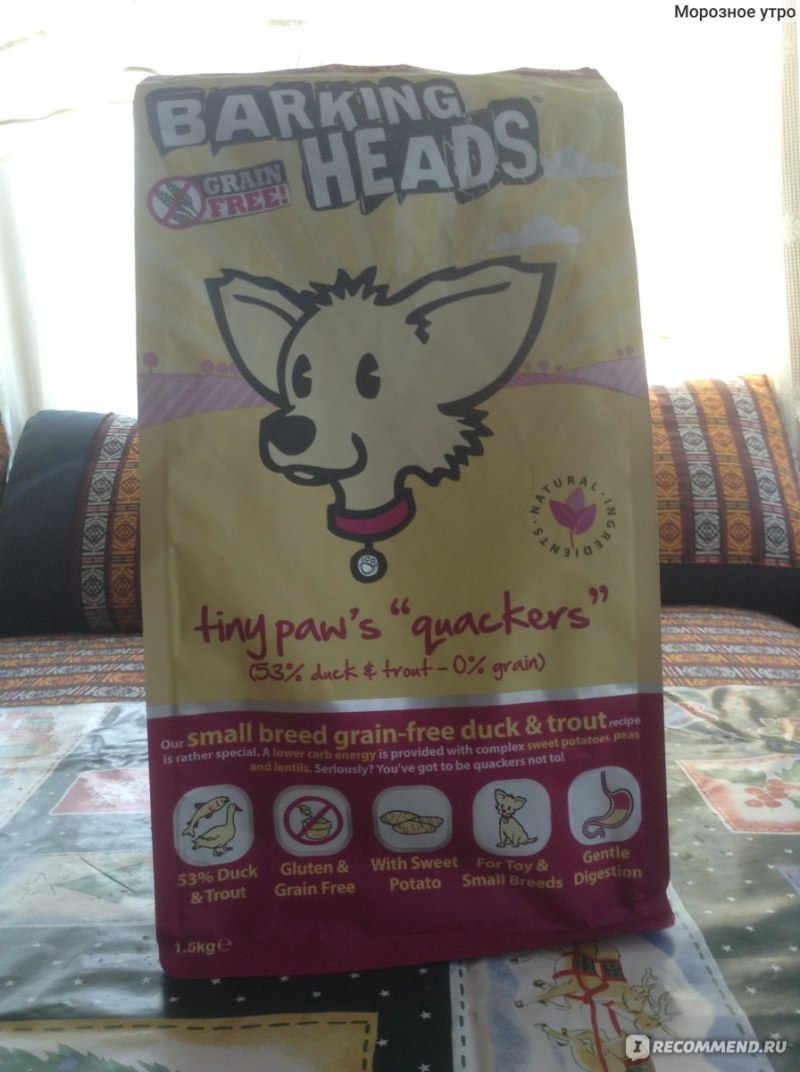 Морозное утро
BARKING
HEADS®
GRAIN
FREE!
NATURAL · INGREDIENTS ·
tiny paw's “quackers”
(53% duck & trout – 0% grain)
Our small breed grain-free duck & trout recipe
is rather special. A lower carb energy is provided with complex sweet potatoes, peas
and lentils. Seriously? You've got to be quackers not to!
53% Duck
& Trout
Gluten &
Grain Free
With Sweet
Potato
For Toy &
Small Breeds
Gentle
Digestion
1.5kg℮
IRECOMMEND.RU